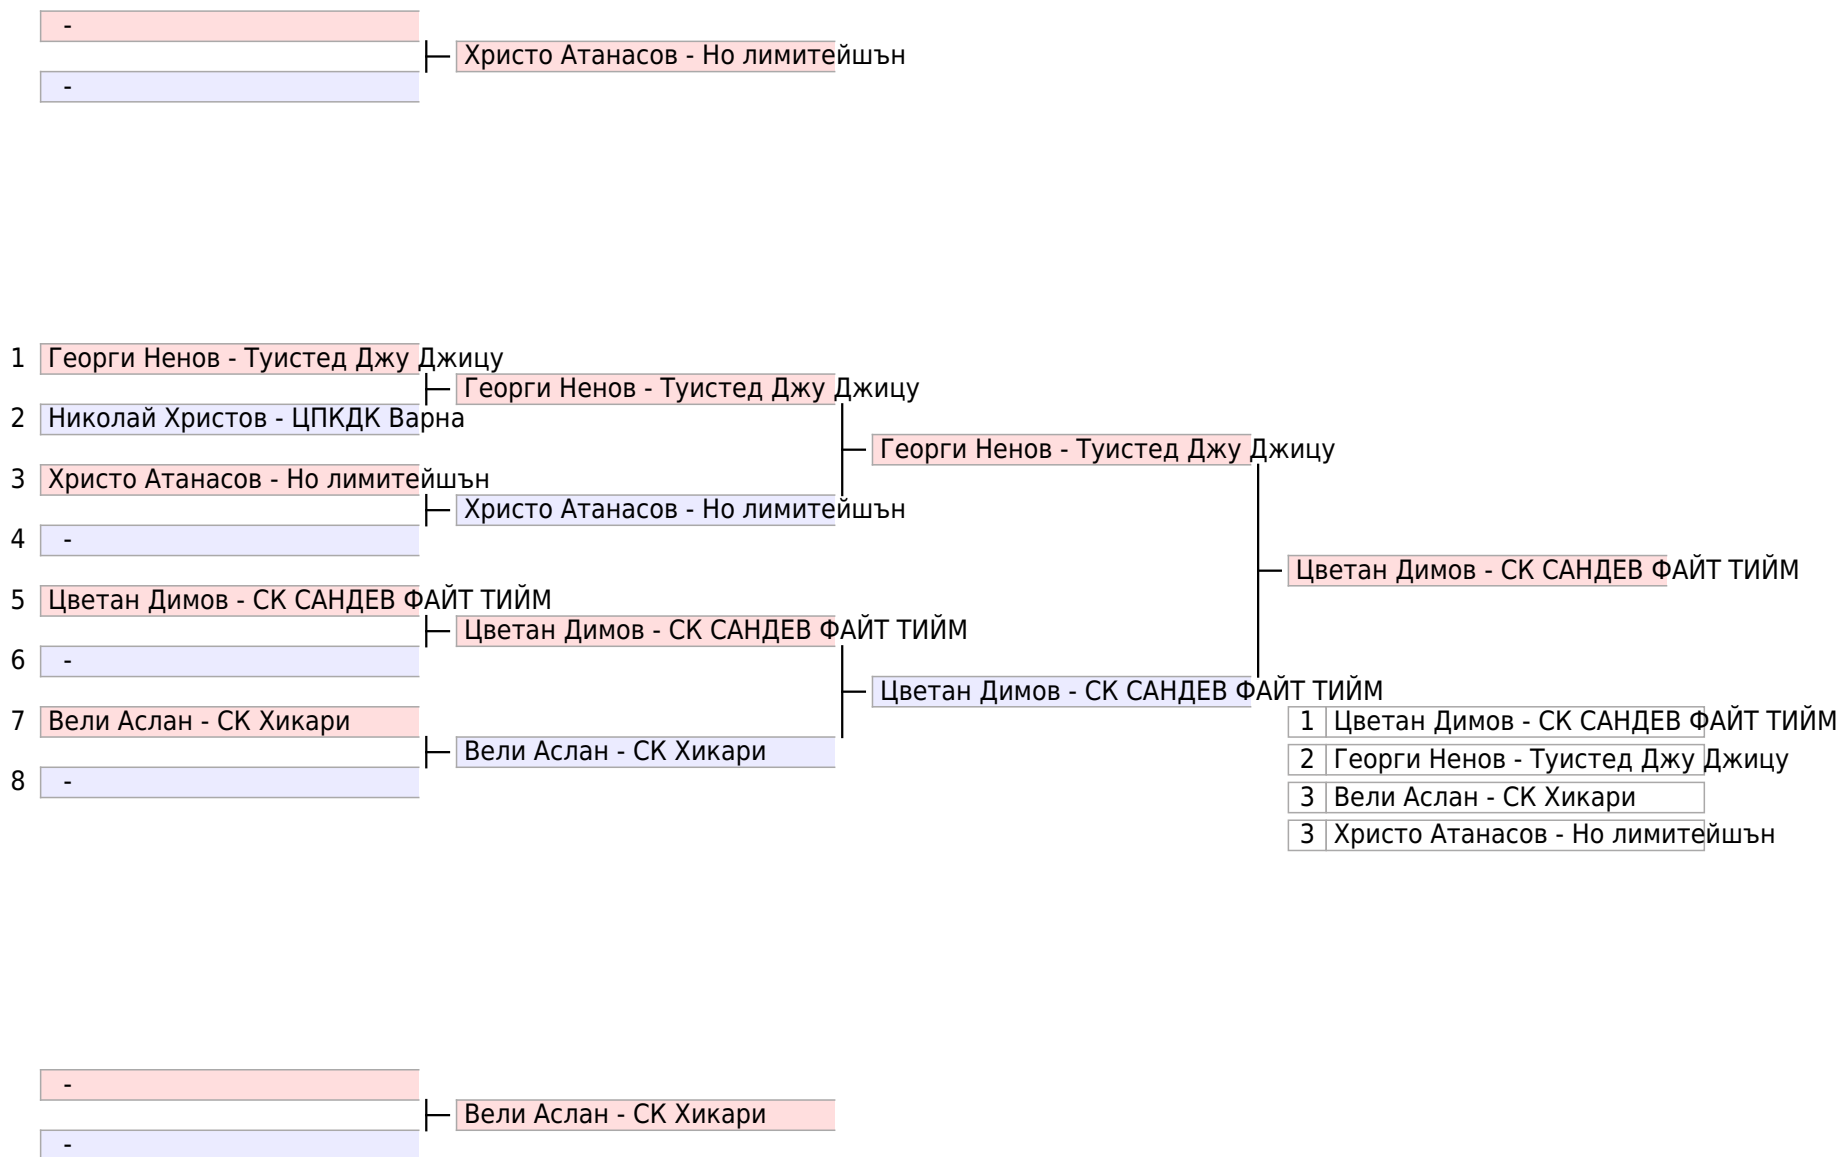 -
Христо Атанасов - Но лимитейшън
-
1 Георги Ненов - Туистед Джу Джицу
Георги Ненов - Туистед Джу Джицу
2 Николай Христов - ЦПКДК Варна
Георги Ненов - Туистед Джу Джицу
3 Христо Атанасов - Но лимитейшън
Христо Атанасов - Но лимитейшън
4 -
Цветан Димов - СК САНДЕВ ФАЙТ ТИЙМ
5 Цветан Димов - СК САНДЕВ ФАЙТ ТИЙМ
Цветан Димов - СК САНДЕВ ФАЙТ ТИЙМ
6 -
Цветан Димов - СК САНДЕВ ФАЙТ ТИЙМ
7 Вели Аслан - СК Хикари
1 Цветан Димов - СК САНДЕВ ФАЙТ ТИЙМ
Вели Аслан - СК Хикари
2 Георги Ненов - Туистед Джу Джицу
8 -
3 Вели Аслан - СК Хикари
3 Христо Атанасов - Но лимитейшън
-
Вели Аслан - СК Хикари
-